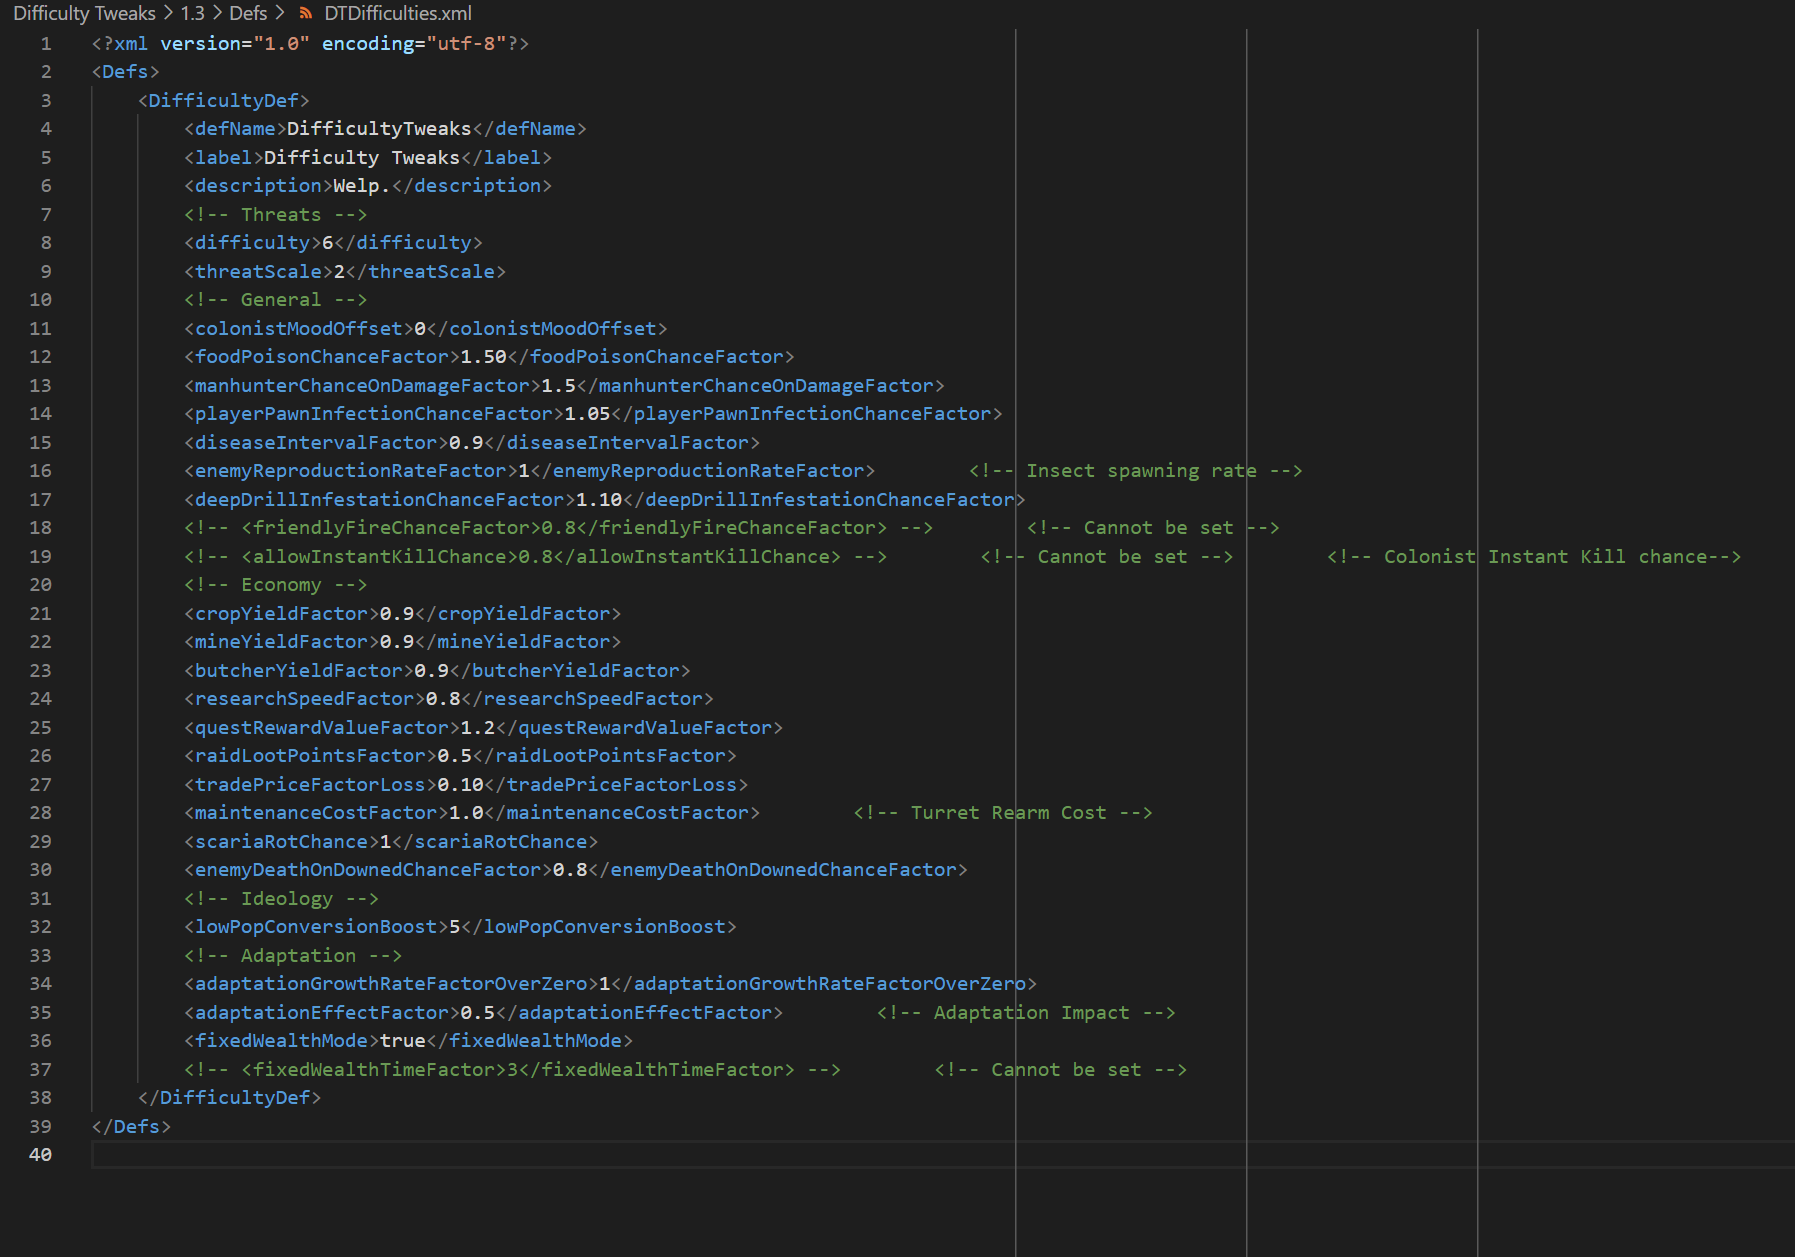 Difficulty Tweaks > 1.3 > Defs > DTDifficulties.xml
1 <?xml version="1.0" encoding="utf-8"?>
2 <Defs>
3 <DifficultyDef>
4 <defName>DifficultyTweaks</defName>
5 <label>Difficulty Tweaks</label>
6 <description>Welp.</description>
7 <!-- Threats -->
8 <difficulty>6</difficulty>
9 <threatScale>2</threatScale>
10 <!-- General -->
11 <colonistMoodOffset>0</colonistMoodOffset>
12 <foodPoisonChanceFactor>1.50</foodPoisonChanceFactor>
13 <manhunterChanceOnDamageFactor>1.5</manhunterChanceOnDamageFactor>
14 <playerPawnInfectionChanceFactor>1.05</playerPawnInfectionChanceFactor>
15 <diseaseIntervalFactor>0.9</diseaseIntervalFactor>
16 <enemyReproductionRateFactor>1</enemyReproductionRateFactor> <!-- Insect spawning rate -->
17 <deepDrillInfestationChanceFactor>1.10</deepDrillInfestationChanceFactor>
18 <!-- <friendlyFireChanceFactor>0.8</friendlyFireChanceFactor> --> <!-- Cannot be set -->
19 <!-- <allowInstantKillChance>0.8</allowInstantKillChance> --> <!-- Cannot be set --> <!-- Colonist Instant Kill chance-->
20 <!-- Economy -->
21 <cropYieldFactor>0.9</cropYieldFactor>
22 <mineYieldFactor>0.9</mineYieldFactor>
23 <butcherYieldFactor>0.9</butcherYieldFactor>
24 <researchSpeedFactor>0.8</researchSpeedFactor>
25 <questRewardValueFactor>1.2</questRewardValueFactor>
26 <raidLootPointsFactor>0.5</raidLootPointsFactor>
27 <tradePriceFactorLoss>0.10</tradePriceFactorLoss>
28 <maintenanceCostFactor>1.0</maintenanceCostFactor> <!-- Turret Rearm Cost -->
29 <scariaRotChance>1</scariaRotChance>
30 <enemyDeathOnDownedChanceFactor>0.8</enemyDeathOnDownedChanceFactor>
31 <!-- Ideology -->
32 <lowPopConversionBoost>5</lowPopConversionBoost>
33 <!-- Adaptation -->
34 <adaptationGrowthRateFactorOverZero>1</adaptationGrowthRateFactorOverZero>
35 <adaptationEffectFactor>0.5</adaptationEffectFactor> <!-- Adaptation Impact -->
36 <fixedWealthMode>true</fixedWealthMode>
37 <!-- <fixedWealthTimeFactor>3</fixedWealthTimeFactor> --> <!-- Cannot be set -->
38 </DifficultyDef>
39 </Defs>
40